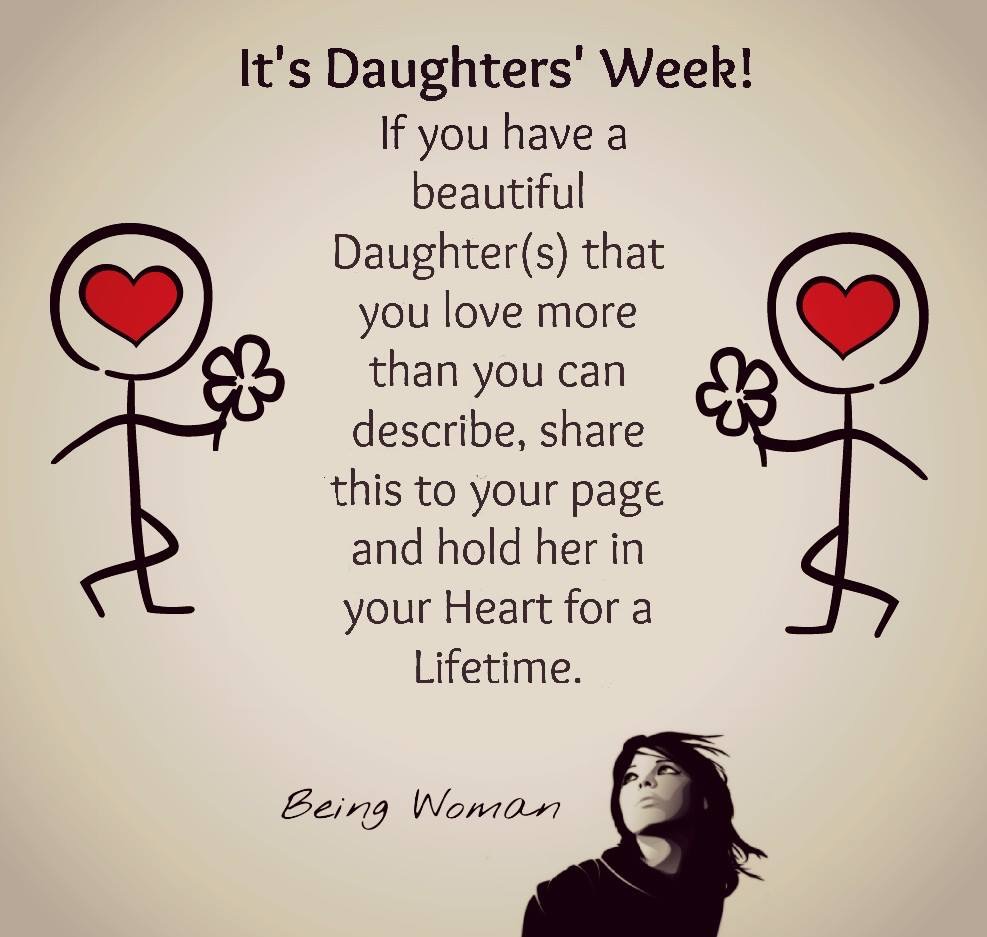 It's Daughters' Week!
If you have a
beautiful
Daughter(s) that
you love more
than you can
describe, share
this to your page
and hold her in
your Heart for a
Lifetime.
Being Woman